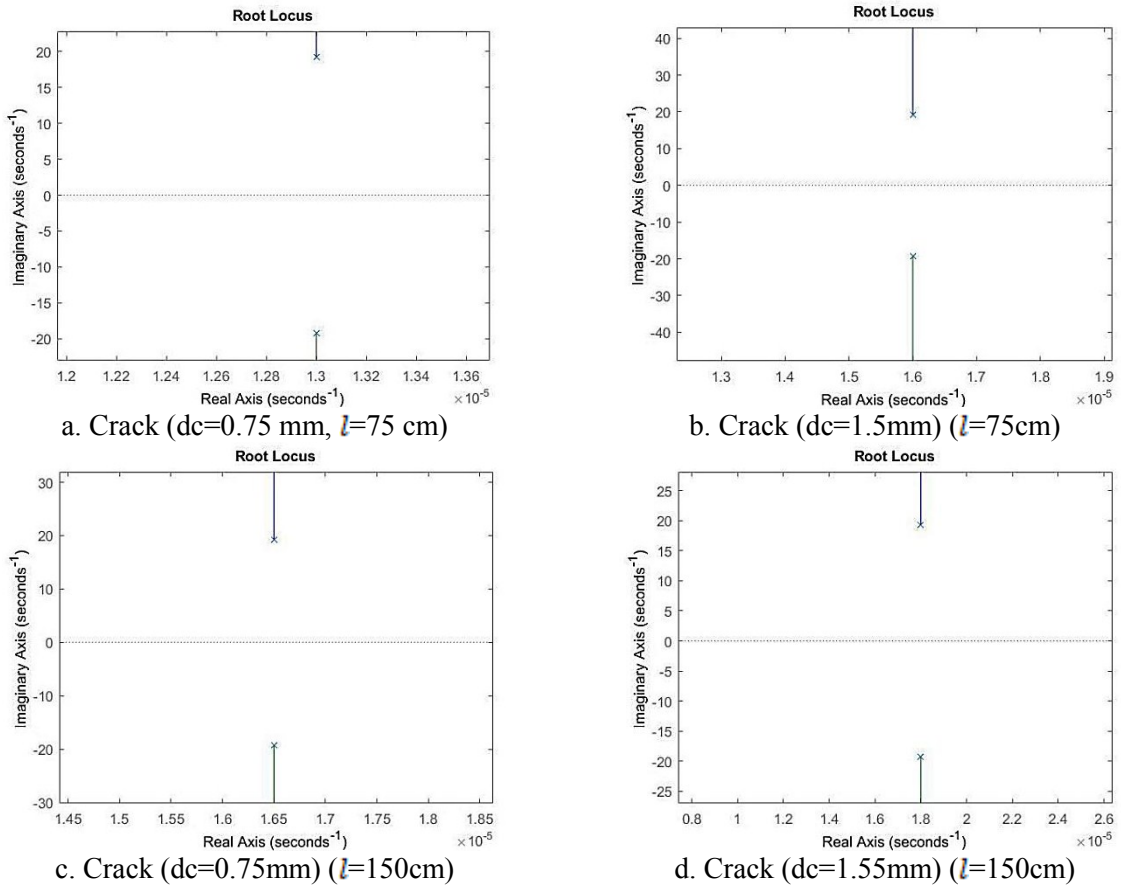 Root Locus
Imaginary Axis (seconds⁻¹)
20
15
10
5
0
-5
-10
-15
-20
1.2 1.22 1.24 1.26 1.28 1.3 1.32 1.34 1.36
Real Axis (seconds⁻¹)
×10⁻⁵
a. Crack (dc=0.75 mm, l=75 cm)
Root Locus
Imaginary Axis (seconds⁻¹)
40
30
20
10
0
-10
-20
-30
-40
1.3 1.4 1.5 1.6 1.7 1.8 1.9
Real Axis (seconds⁻¹)
×10⁻⁵
b. Crack (dc=1.5mm) (l=75cm)
Root Locus
Imaginary Axis (seconds⁻¹)
30
20
10
0
-10
-20
-30
1.45 1.5 1.55 1.6 1.65 1.7 1.75 1.8 1.85
Real Axis (seconds⁻¹)
×10⁻⁵
c. Crack (dc=0.75mm) (l=150cm)
Root Locus
Imaginary Axis (seconds⁻¹)
25
20
15
10
5
0
-5
-10
-15
-20
-25
0.8 1 1.2 1.4 1.6 1.8 2 2.2 2.4 2.6
Real Axis (seconds⁻¹)
×10⁻⁵
d. Crack (dc=1.55mm) (l=150cm)